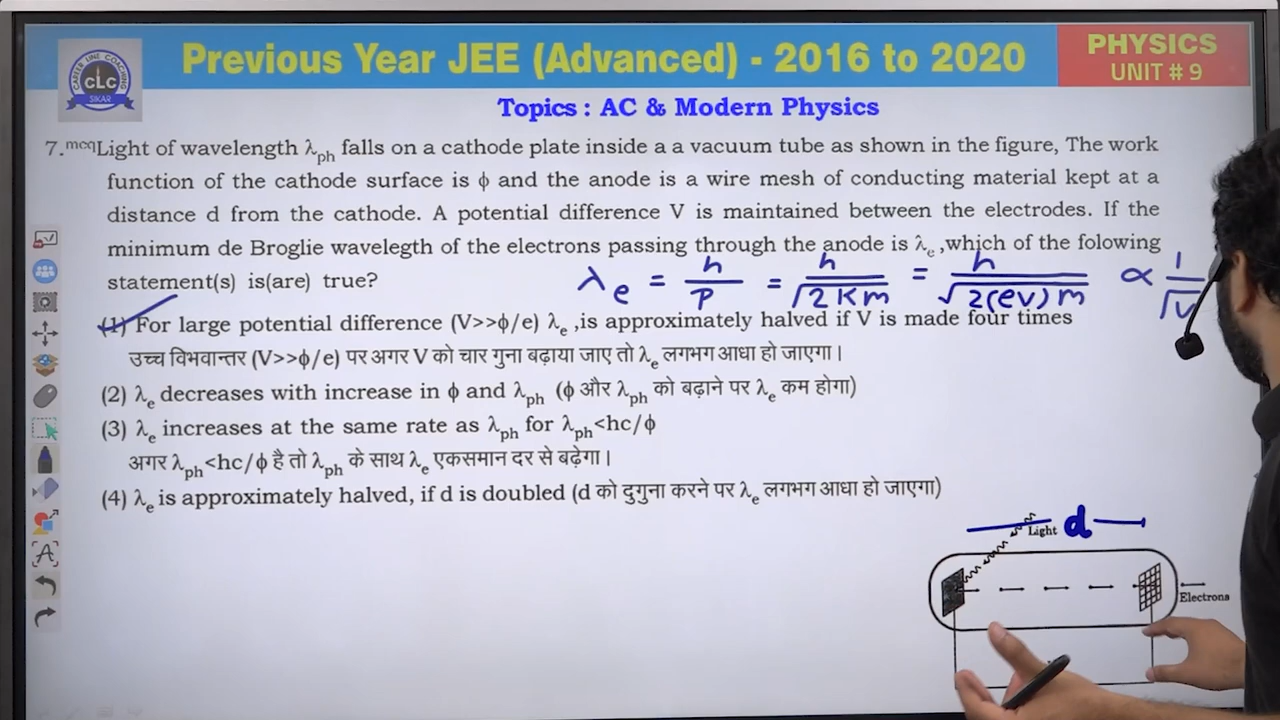 Previous Year JEE (Advanced) - 2016 to 2020
PHYSICS
UNIT # 9
CAREER LINE COACHING
CLC
SIKAR
Topics : AC & Modern Physics
7.mcqLight of wavelength λph falls on a cathode plate inside a a vacuum tube as shown in the figure, The work
function of the cathode surface is ϕ and the anode is a wire mesh of conducting material kept at a
distance d from the cathode. A potential difference V is maintained between the electrodes. If the
minimum de Broglie wavelegth of the electrons passing through the anode is λe ,which of the folowing
statement(s) is(are) true?
λe = h/P = h/√2Km = h/√2(eV)m ∝ 1/√V
(1) For large potential difference (V>>ϕ/e) λe ,is approximately halved if V is made four times
उच्च विभवान्तर (V>>ϕ/e) पर अगर V को चार गुना बढ़ाया जाए तो λe लगभग आधा हो जाएगा।
(2) λe decreases with increase in ϕ and λph (ϕ और λph को बढ़ाने पर λe कम होगा)
(3) λe increases at the same rate as λph for λph<hc/ϕ
अगर λph<hc/ϕ है तो λph के साथ λe एकसमान दर से बढ़ेगा।
(4) λe is approximately halved, if d is doubled (d को दुगुना करने पर λe लगभग आधा हो जाएगा)
Light d
Electrons